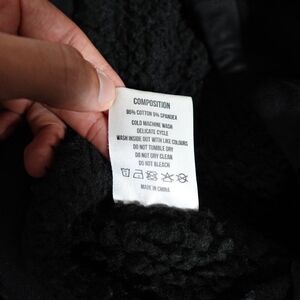 COMPOSITION
95% COTTON 5% SPANDEX
COLD MACHINE WASH
DELICATE CYCLE
WASH INSIDE OUT WITH LIKE COLOURS
DO NOT TUMBLE DRY
DO NOT DRY CLEAN
DO NOT BLEACH
MADE IN CHINA